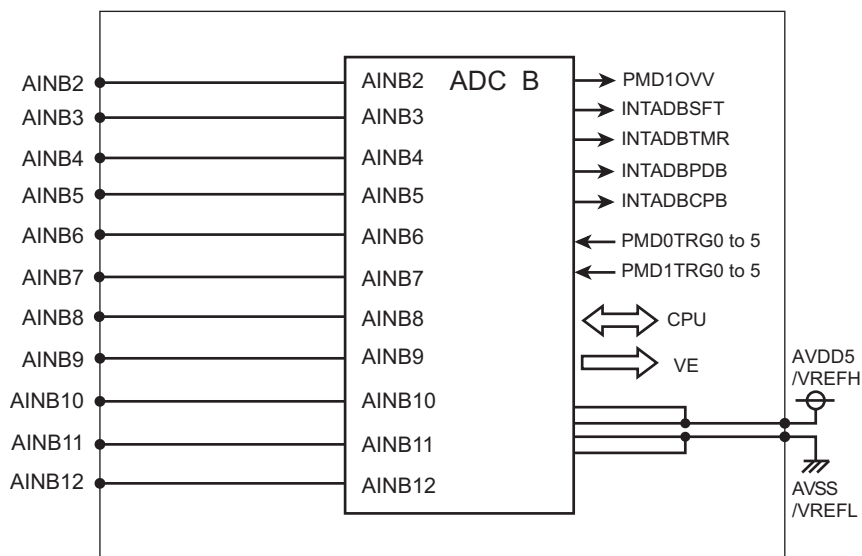 AINB2
AINB3
AINB4
AINB5
AINB6
AINB7
AINB8
AINB9
AINB10
AINB11
AINB12
ADC B
AINB2
AINB3
AINB4
AINB5
AINB6
AINB7
AINB8
AINB9
AINB10
AINB11
AINB12
PMD1OVV
INTADBSFT
INTADBTMR
INTADBPDB
INTADBCPB
PMD0TRG0 to 5
PMD1TRG0 to 5
CPU
VE
AVDD5
/VREFH
AVSS
/VREFL